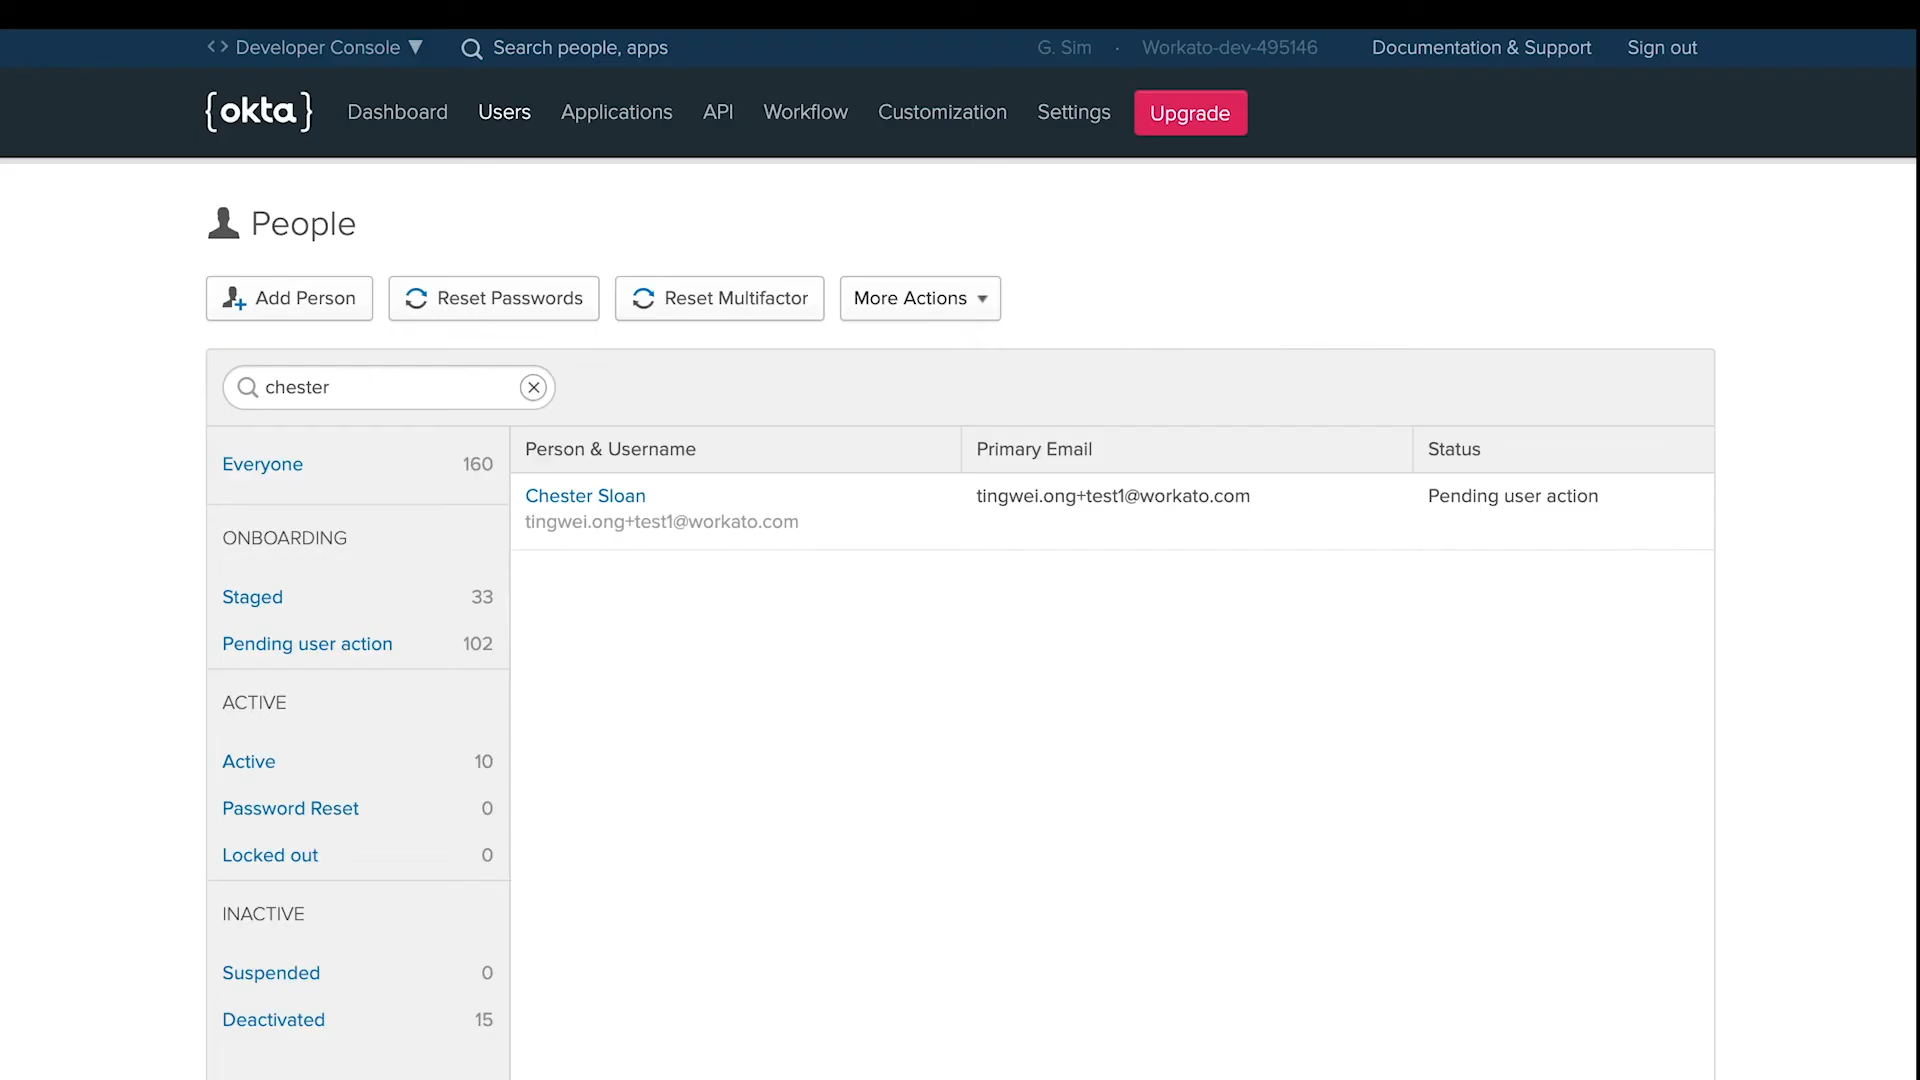 <> Developer Console ▼ Search people, apps G. Sim · Workato-dev-495146 Documentation & Support Sign out
{okta} Dashboard Users Applications API Workflow Customization Settings Upgrade
People
Add Person Reset Passwords Reset Multifactor More Actions ▼
chester
Person & Username Primary Email Status
Everyone 160
Chester Sloan tingwei.ong+test1@workato.com Pending user action
tingwei.ong+test1@workato.com
ONBOARDING
Staged 33
Pending user action 102
ACTIVE
Active 10
Password Reset 0
Locked out 0
INACTIVE
Suspended 0
Deactivated 15